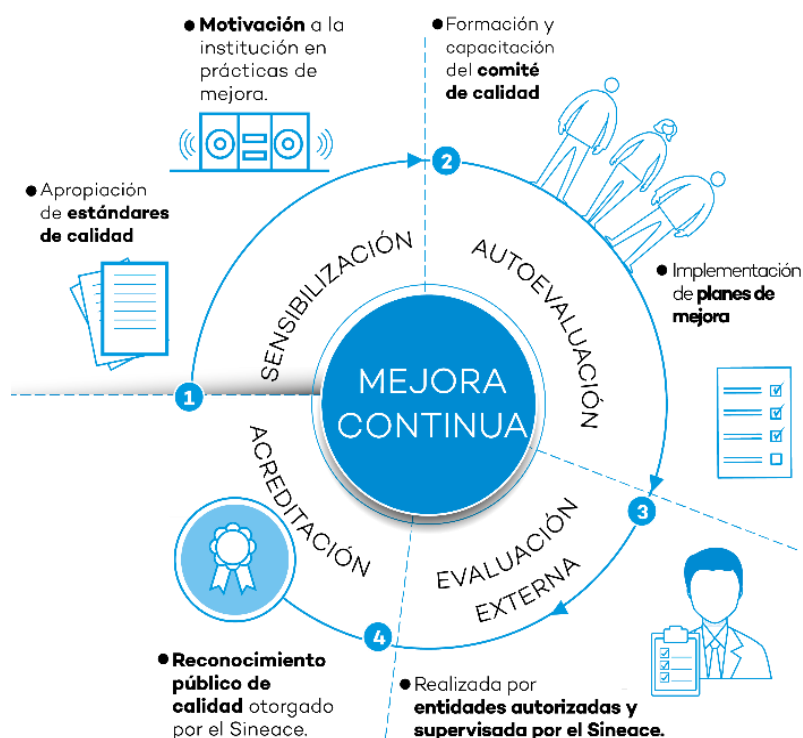 ● Motivación a la
institución en
prácticas de
mejora.
● Formación y
capacitación
del comité
de calidad
● Apropiación
de estándares
de calidad
● Implementación
de planes de
mejora
1
SENSIBILIZACIÓN
2
AUTOEVALUACIÓN
MEJORA
CONTINUA
3
EVALUACIÓN
EXTERNA
4
ACREDITACIÓN
● Reconocimiento
público de
calidad otorgado
por el Sineace.
● Realizada por
entidades autorizadas y
supervisada por el Sineace.